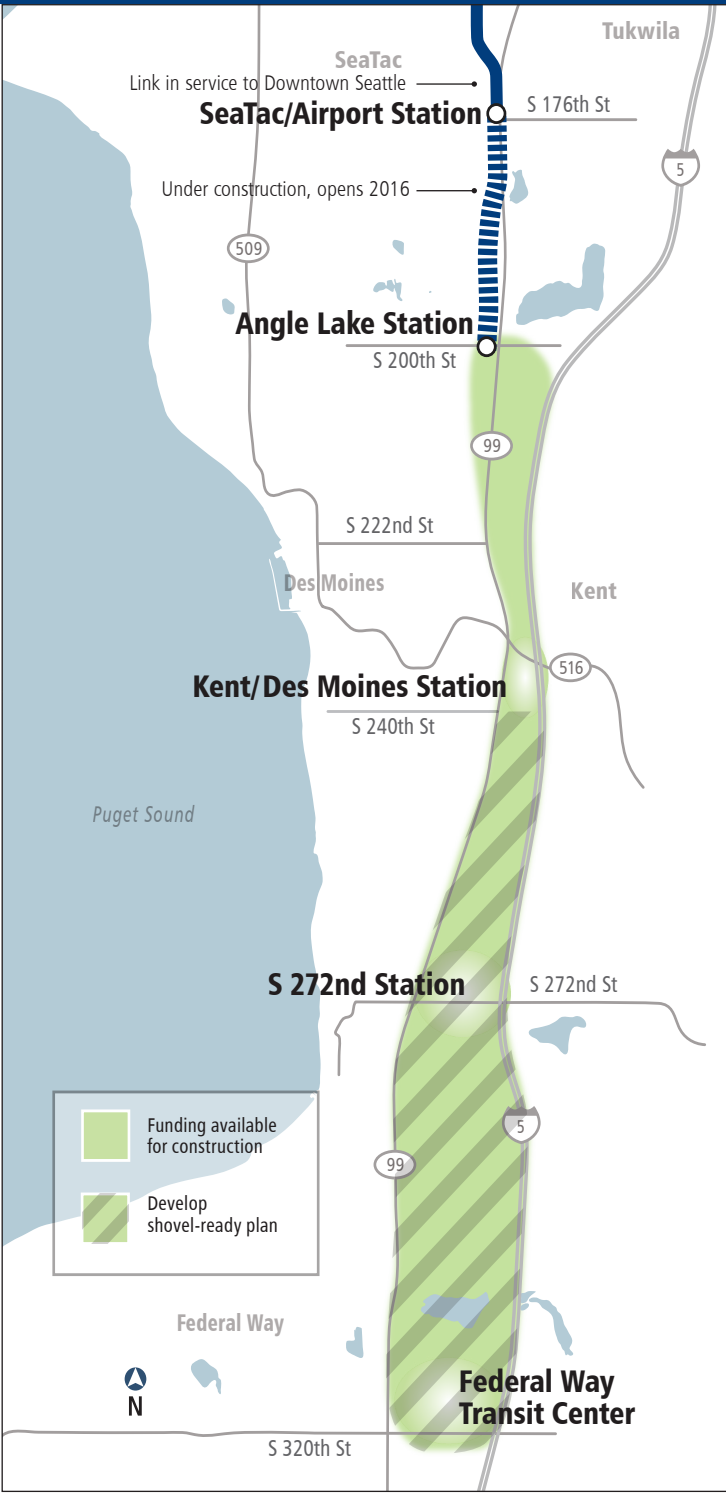 Tukwila
SeaTac
Link in service to Downtown Seattle
SeaTac/Airport Station
S 176th St
5
Under construction, opens 2016
509
Angle Lake Station
S 200th St
99
S 222nd St
Des Moines
Kent
516
Kent/Des Moines Station
S 240th St
Puget Sound
S 272nd Station
S 272nd St
Funding available
for construction
5
99
Develop
shovel-ready plan
Federal Way
N
Federal Way
Transit Center
S 320th St